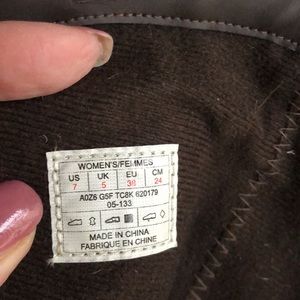 WOMEN'S/FEMMES
US UK EU CM
7 5 38 24
A0Z6 G5F TC8K 620179
05-133
MADE IN CHINA
FABRIQUE EN CHINE